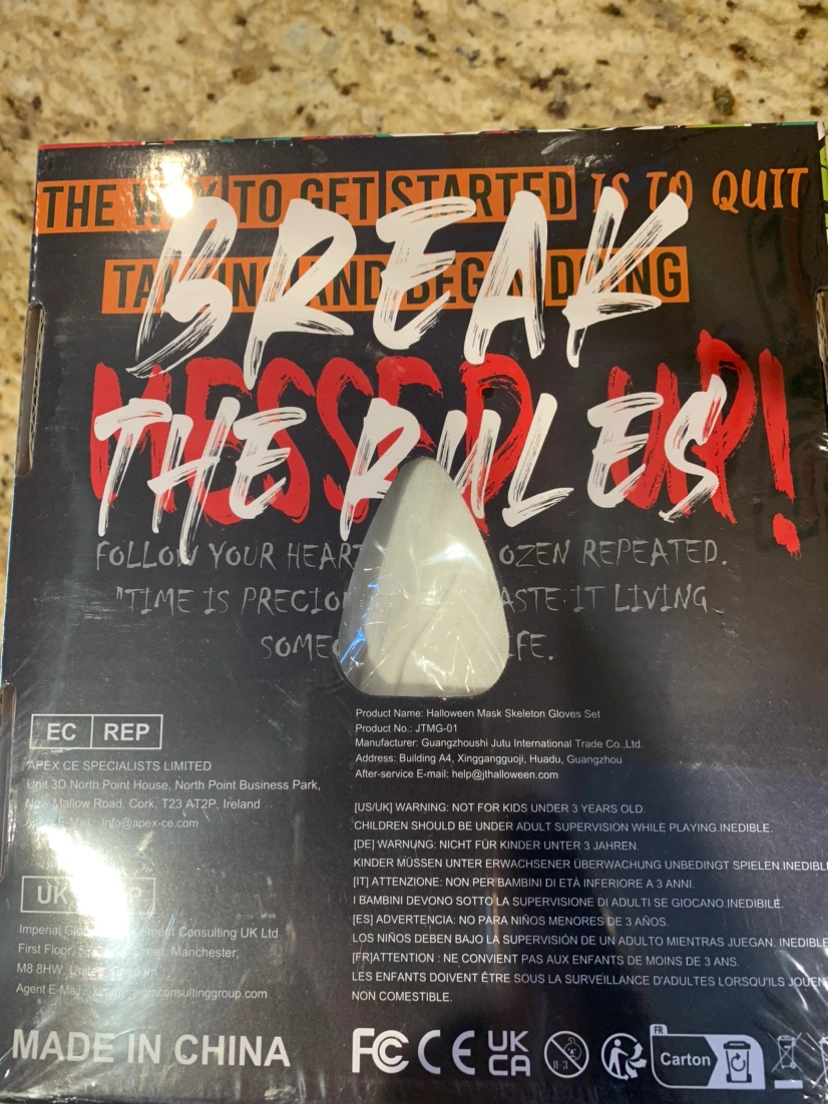 THE TO GET STARTED IS TO QUIT
BREAK
AND DOING
MESSED UP!
THE RULES
FOLLOW YOUR HEART OZEN REPEATED.
"TIME IS PRECIO ASTE IT LIVING
SOME IFE.
EC REP
APEX CE SPECIALISTS LIMITED
Unit 3D North Point House, North Point Business Park,
New Mallow Road, Cork, T23 AT2P, Ireland
E-Mail: Info@apex-ce.com
UK
Imperial Consulting UK Ltd
First Floor, Manchester,
M8 8HW,
Agent E-Mail consultinggroup.com
MADE IN CHINA
Product Name: Halloween Mask Skeleton Gloves Set
Product No.: JTMG-01
Manufacturer: Guangzhoushi Jutu International Trade Co.,Ltd.
Address: Building A4, Xinggangguoji, Huadu, Guangzhou
After-service E-mail: help@jthalloween.com
[US/UK] WARNING: NOT FOR KIDS UNDER 3 YEARS OLD.
CHILDREN SHOULD BE UNDER ADULT SUPERVISION WHILE PLAYING.INEDIBLE.
[DE] WARNUNG: NICHT FÜR KINDER UNTER 3 JAHREN.
KINDER MÜSSEN UNTER ERWACHSENER ÜBERWACHUNG UNBEDINGT SPIELEN.INEDIBL
[IT] ATTENZIONE: NON PER BAMBINI DI ETÀ INFERIORE A 3 ANNI.
I BAMBINI DEVONO SOTTO LA SUPERVISIONE DI ADULTI SE GIOCANO.INEDIBILE.
[ES] ADVERTENCIA: NO PARA NIÑOS MENORES DE 3 AÑOS.
LOS NIÑOS DEBEN BAJO LA SUPERVISIÓN DE UN ADULTO MIENTRAS JUEGAN. INEDIBLE
[FR]ATTENTION : NE CONVIENT PAS AUX ENFANTS DE MOINS DE 3 ANS.
LES ENFANTS DOIVENT ÊTRE SOUS LA SURVEILLANCE D'ADULTES LORSQU'ILS JOUEN
NON COMESTIBLE.
FC CE UK CA 0-3 FR Carton